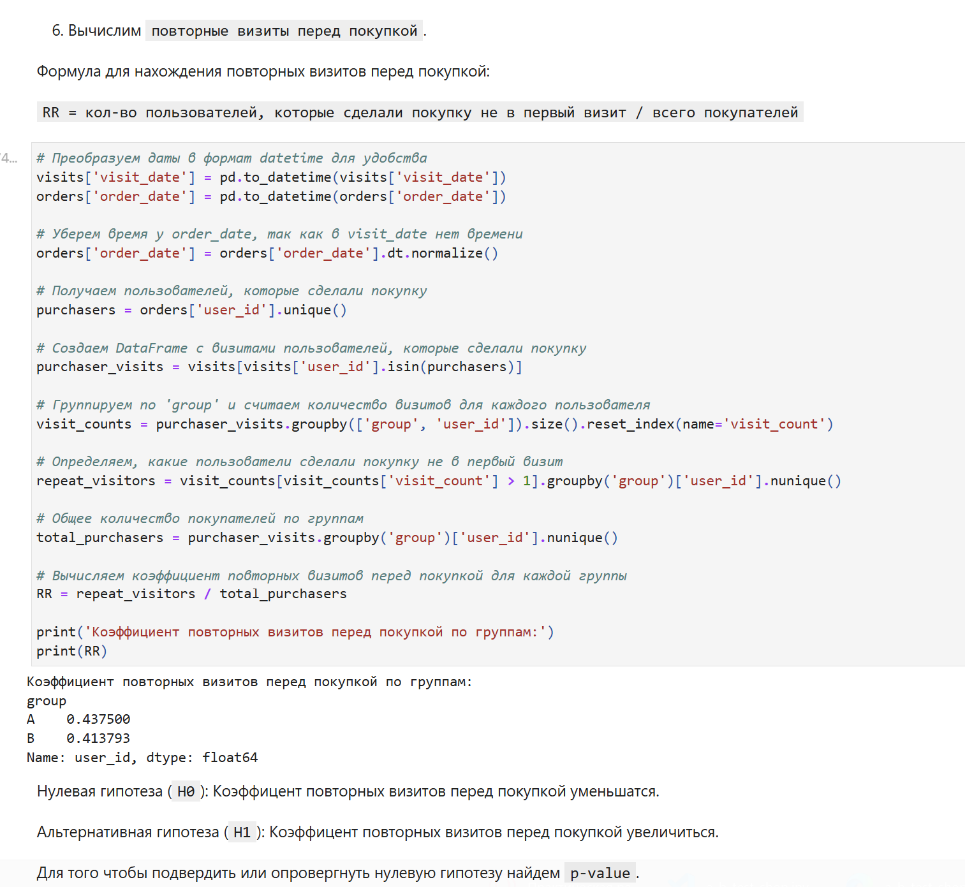 6. Вычислим повторные визиты перед покупкой.
Формула для нахождения повторных визитов перед покупкой:
RR = кол-во пользователей, которые сделали покупку не в первый визит / всего покупателей
4…
# Преобразуем даты в формат datetime для удобства
visits['visit_date'] = pd.to_datetime(visits['visit_date'])
orders['order_date'] = pd.to_datetime(orders['order_date'])
# Уберем время у order_date, так как в visit_date нет времени
orders['order_date'] = orders['order_date'].dt.normalize()
# Получаем пользователей, которые сделали покупку
purchasers = orders['user_id'].unique()
# Создаем DataFrame с визитами пользователей, которые сделали покупку
purchaser_visits = visits[visits['user_id'].isin(purchasers)]
# Группируем по 'group' и считаем количество визитов для каждого пользователя
visit_counts = purchaser_visits.groupby(['group', 'user_id']).size().reset_index(name='visit_count')
# Определяем, какие пользователи сделали покупку не в первый визит
repeat_visitors = visit_counts[visit_counts['visit_count'] > 1].groupby('group')['user_id'].nunique()
# Общее количество покупателей по группам
total_purchasers = purchaser_visits.groupby('group')['user_id'].nunique()
# Вычисляем коэффициент повторных визитов перед покупкой для каждой группы
RR = repeat_visitors / total_purchasers
print('Коэффициент повторных визитов перед покупкой по группам:')
print(RR)
Коэффициент повторных визитов перед покупкой по группам:
group
A    0.437500
B    0.413793
Name: user_id, dtype: float64
Нулевая гипотеза ( H0 ): Коэффицент повторных визитов перед покупкой уменьшатся.
Альтернативная гипотеза ( H1 ): Коэффицент повторных визитов перед покупкой увеличиться.
Для того чтобы подвердить или опровергнуть нулевую гипотезу найдем p-value .